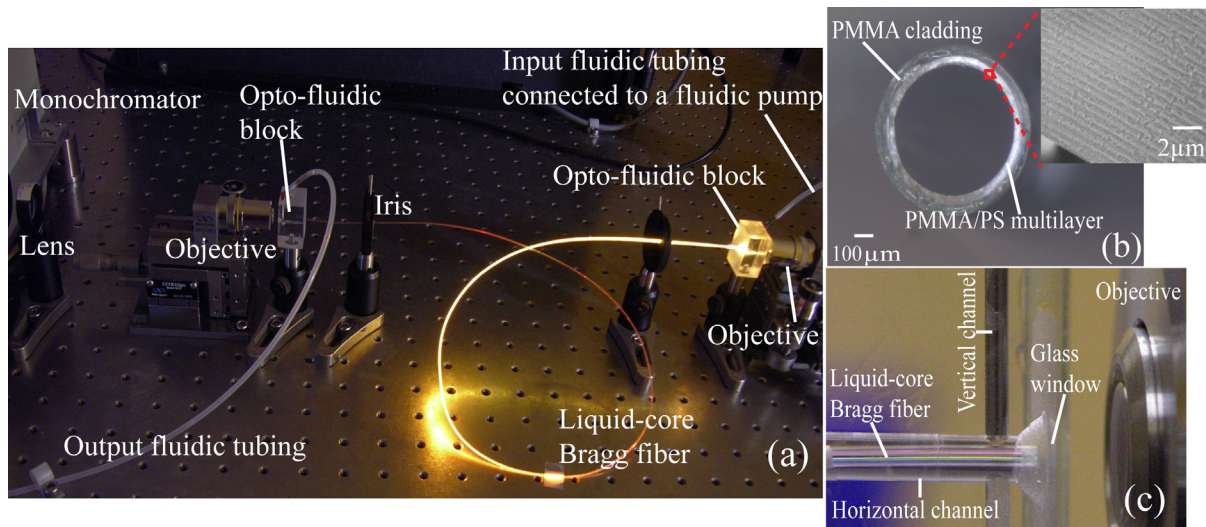 Monochromator
Opto-fluidic
block
Input fluidic tubing
connected to a fluidic pump
Opto-fluidic block
Iris
Lens
Objective
Objective
Liquid-core
Bragg fiber
Output fluidic tubing
(a)
PMMA cladding
2μm
PMMA/PS multilayer
100μm
(b)
Vertical channel
Objective
Glass
window
Liquid-core
Bragg fiber
Horizontal channel
(c)